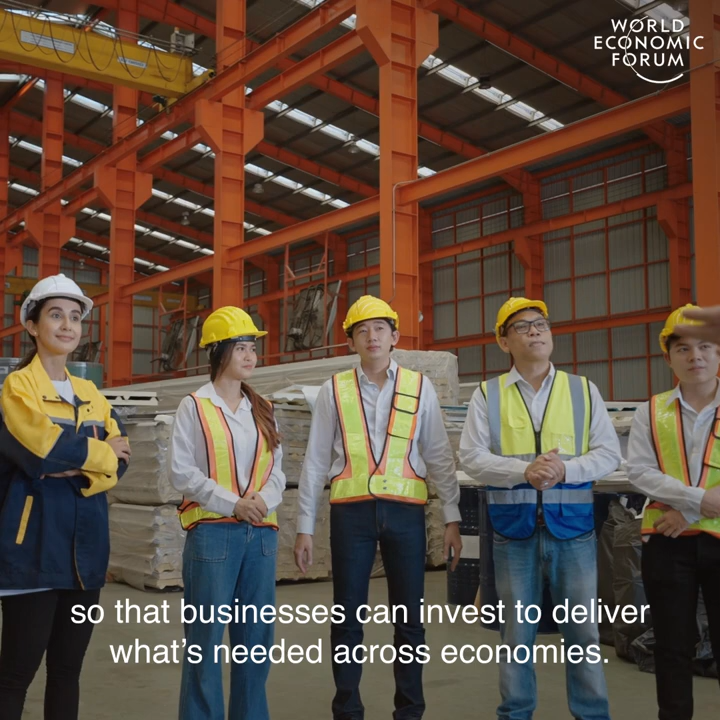 WORLD
ECONOMIC
FORUM
so that businesses can invest to deliver
what's needed across economies.